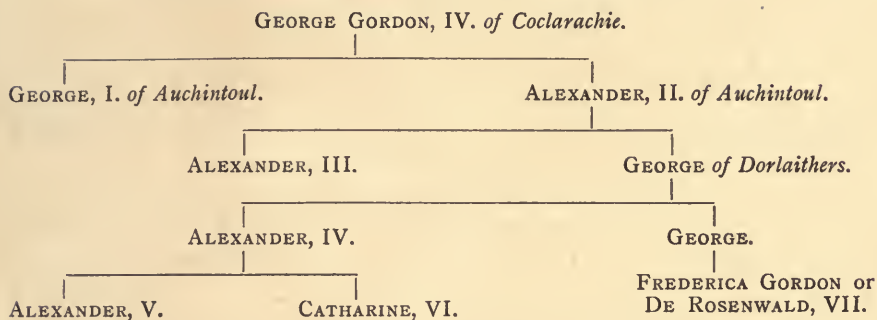 GEORGE GORDON, IV. of Coclarachie.
GEORGE, I. of Auchintoul.
ALEXANDER, II. of Auchintoul.
ALEXANDER, III.
GEORGE of Dorlaithers.
ALEXANDER, IV.
GEORGE.
ALEXANDER, V.
CATHARINE, VI.
FREDERICA GORDON or
DE ROSENWALD, VII.